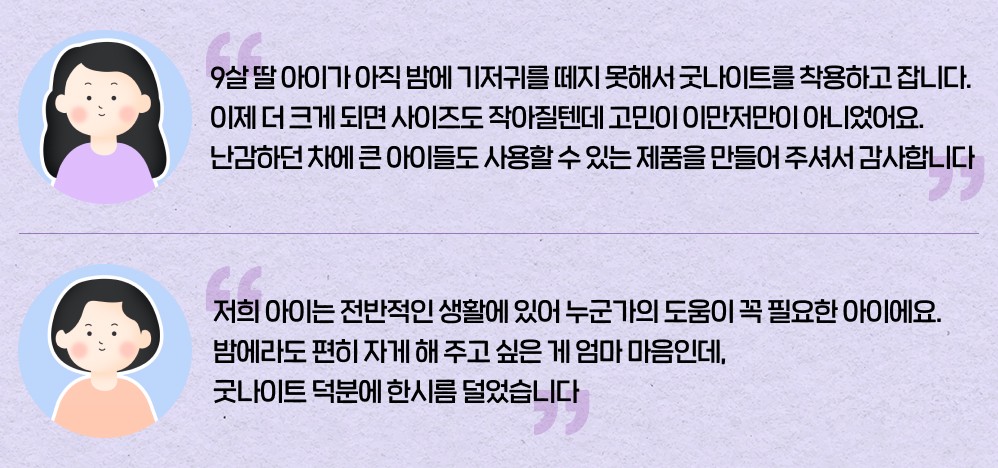 9살 딸 아이가 아직 밤에 기저귀를 떼지 못해서 굿나이트를 착용하고 잡니다.
이제 더 크게 되면 사이즈도 작아질텐데 고민이 이만저만이 아니었어요.
난감하던 차에 큰 아이들도 사용할 수 있는 제품을 만들어 주셔서 감사합니다
저희 아이는 전반적인 생활에 있어 누군가의 도움이 꼭 필요한 아이에요.
밤에라도 편히 자게 해 주고 싶은 게 엄마 마음인데,
굿나이트 덕분에 한시름 덜었습니다